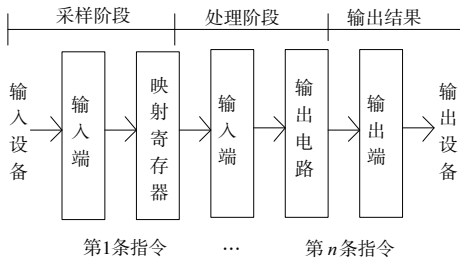 采样阶段 处理阶段 输出结果
输入设备
输入端
映射寄存器
输入端
输出电路
输出端
输出设备
第1条指令 … 第n条指令